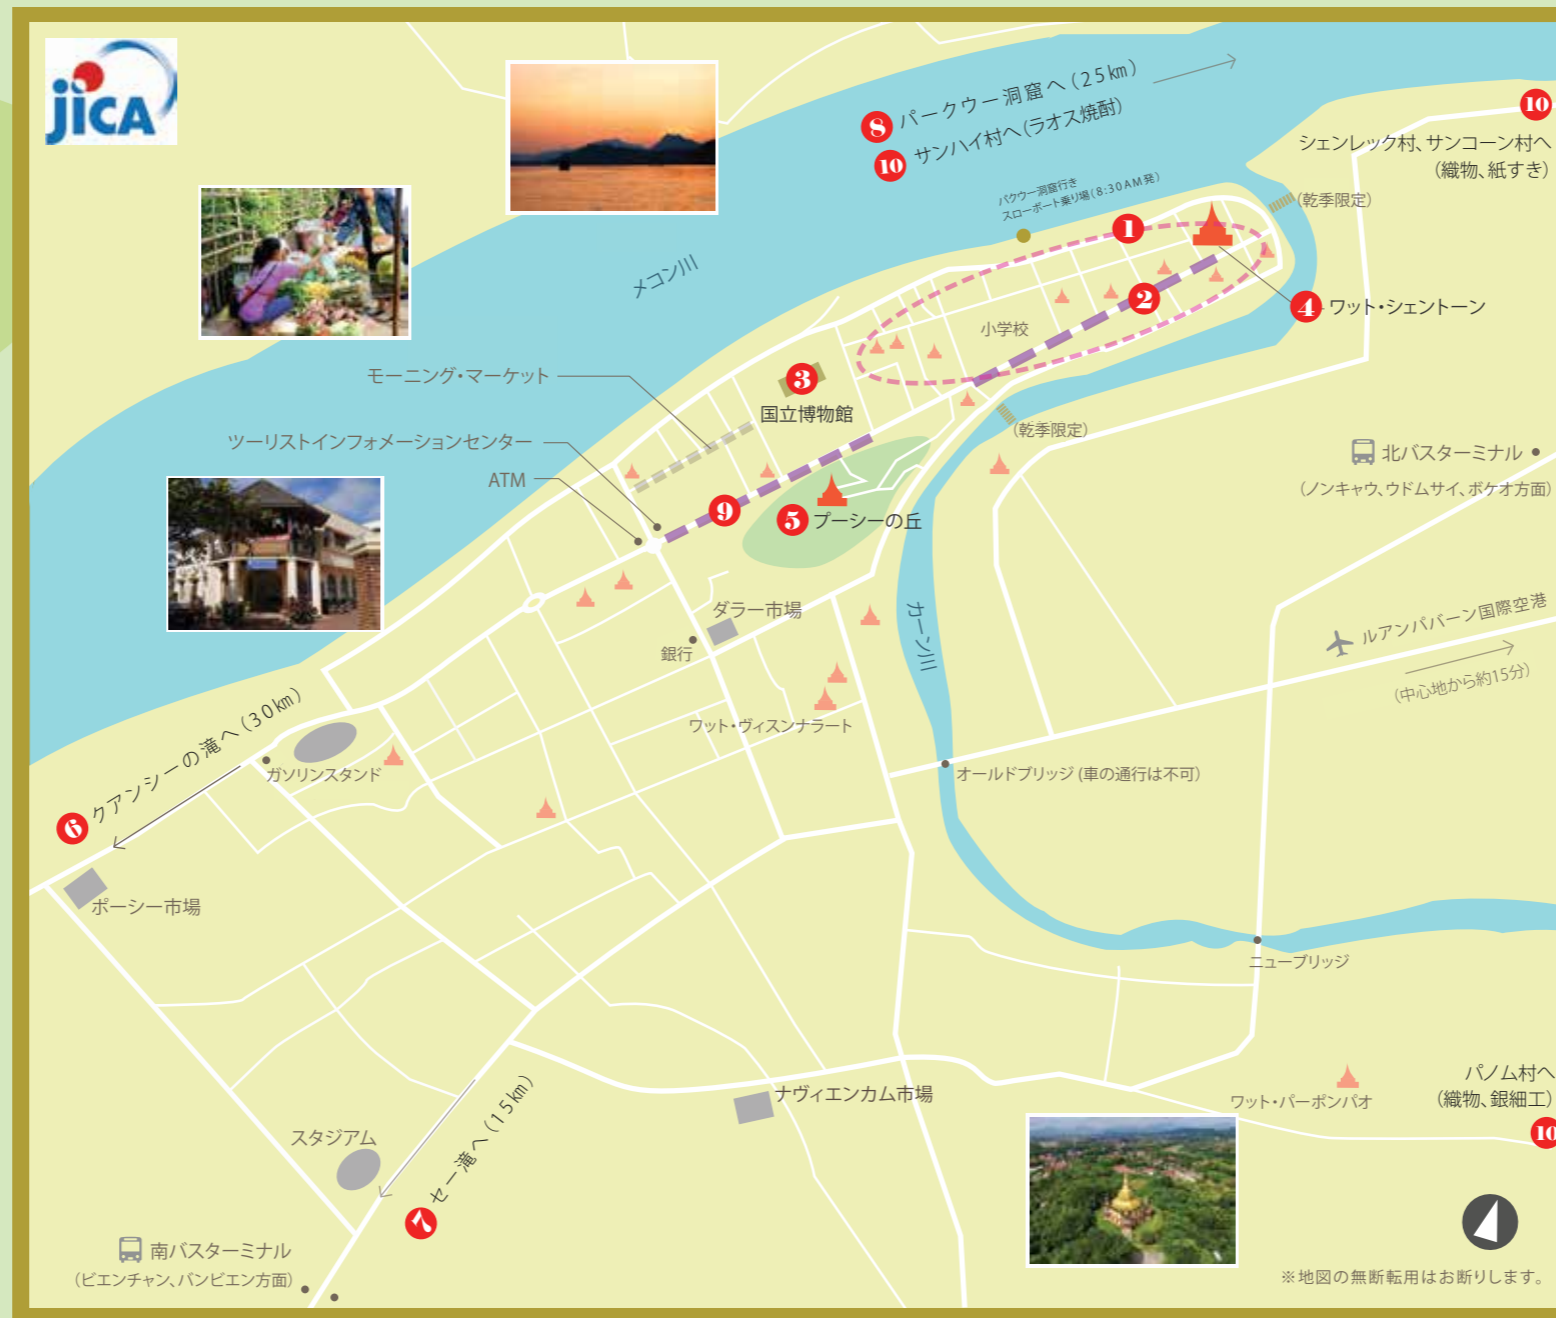 JICA
8 パークウー洞窟へ(25km)
10 サンハイ村へ(ラオス焼酎)
パクウー洞窟行き
スローボート乗り場(8:30AM発)
10
シェンレック村、サンコーン村へ
(織物、紙すき)
(乾季限定)
1
メコン川
2
4 ワット・シェントーン
小学校
モーニング・マーケット
3
国立博物館
(乾季限定)
ツーリストインフォメーションセンター
ATM
9
5 プーシーの丘
北バスターミナル
(ノンキャウ、ウドムサイ、ボケオ方面)
ダラー市場
銀行
カーン川
ルアンパバーン国際空港
(中心地から約15分)
ワット・ヴィスンナラート
6 クアンシーの滝へ(30km)
ガソリンスタンド
オールドブリッジ (車の通行は不可)
ポーシー市場
ニューブリッジ
ナヴィエンカム市場
ワット・パーポンパオ
パノム村へ
(織物、銀細工)
10
スタジアム
7 セー滝へ(15km)
南バスターミナル
(ビエンチャン、バンビエン方面)
※地図の無断転用はお断りします。